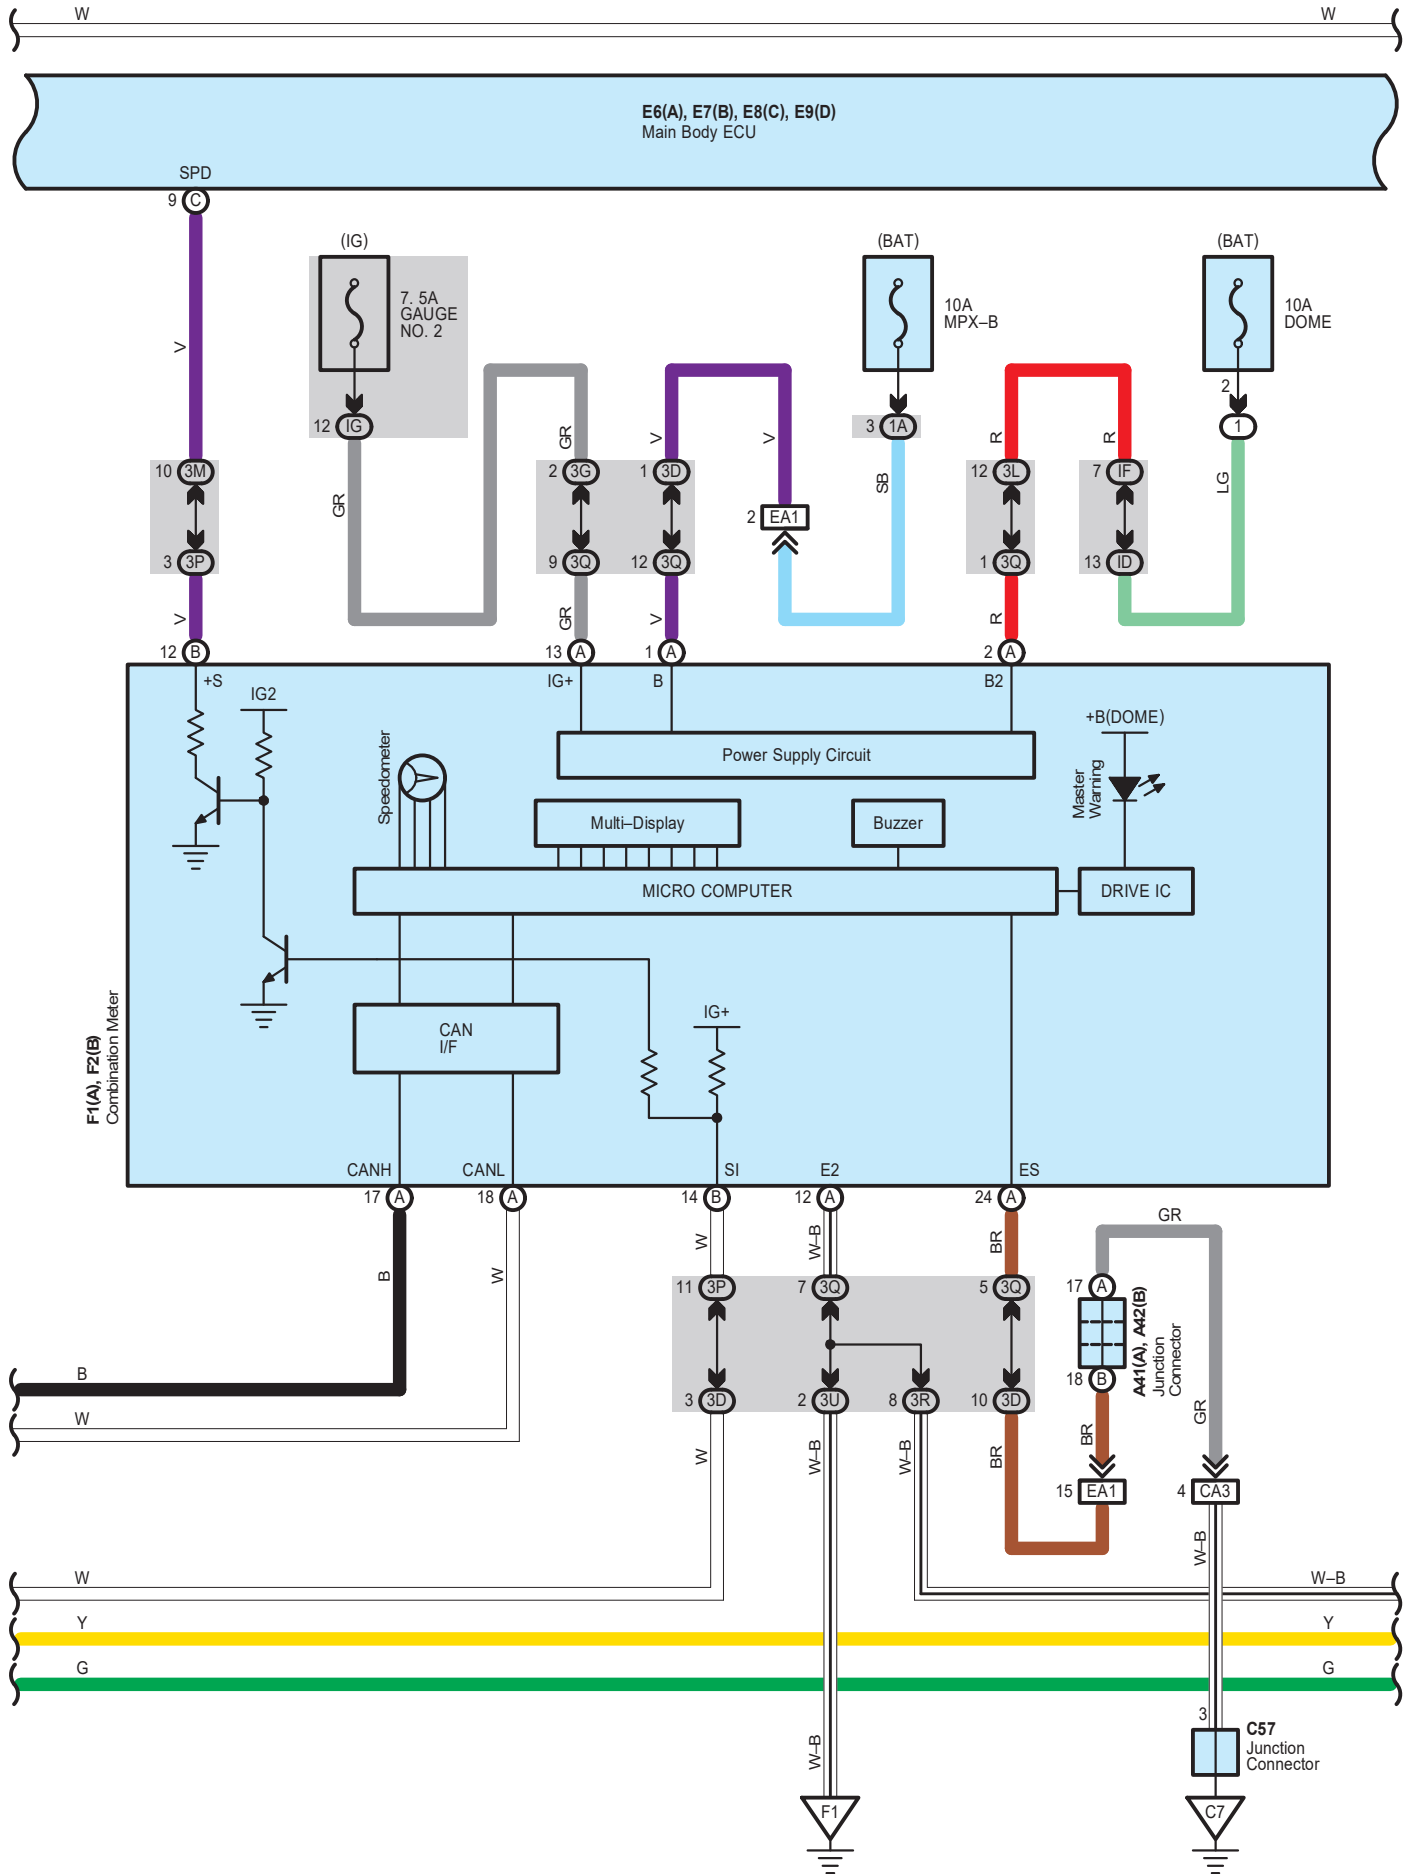 W W
E6(A), E7(B), E8(C), E9(D)
Main Body ECU
SPD
9 C
(IG) (BAT) (BAT)
7. 5A
GAUGE
NO. 2
10A
MPX–B
10A
DOME
2
V
12 IG
GR
GR
V
V
3 1A
SB
R
R
1
LG
10 3M
2 3G
1 3D
12 3L
7 IF
2 EA1
3 3P
9 3Q
12 3Q
1 3Q
13 ID
V
GR
V
R
12 B
13 A
1 A
2 A
+S
IG+
B
B2
IG2
Power Supply Circuit
+B(DOME)
Speedometer
Master
Warning
Multi–Display
Buzzer
MICRO COMPUTER
DRIVE IC
F1(A), F2(B)
Combination Meter
CAN
I/F
IG+
CANH
CANL
SI
E2
ES
17 A
18 A
14 B
12 A
24 A
B
W
W
W–B
BR
GR
11 3P
7 3Q
5 3Q
17 A
A41(A), A42(B)
Junction
Connector
18 B
3 3D
2 3U
8 3R
10 3D
B
W
W
W–B
W–B
BR
BR
GR
15 EA1
4 CA3
W–B
W W–B
Y Y
G G
W–B
3
C57
Junction
Connector
F1
C7